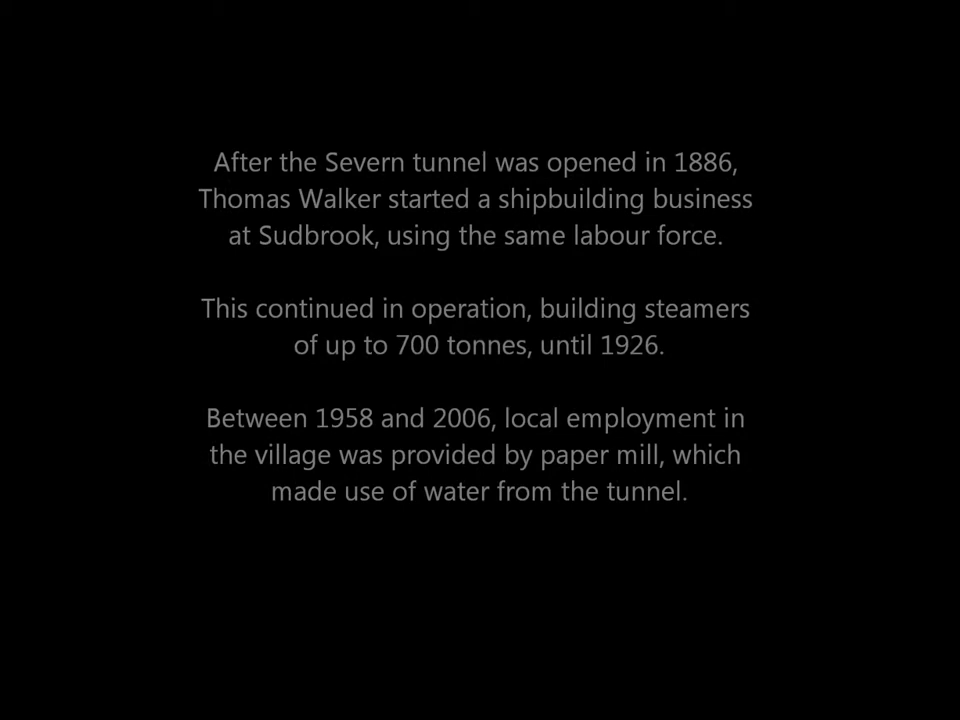 After the Severn tunnel was opened in 1886,
Thomas Walker started a shipbuilding business
at Sudbrook, using the same labour force.
This continued in operation, building steamers
of up to 700 tonnes, until 1926.
Between 1958 and 2006, local employment in
the village was provided by paper mill, which
made use of water from the tunnel.